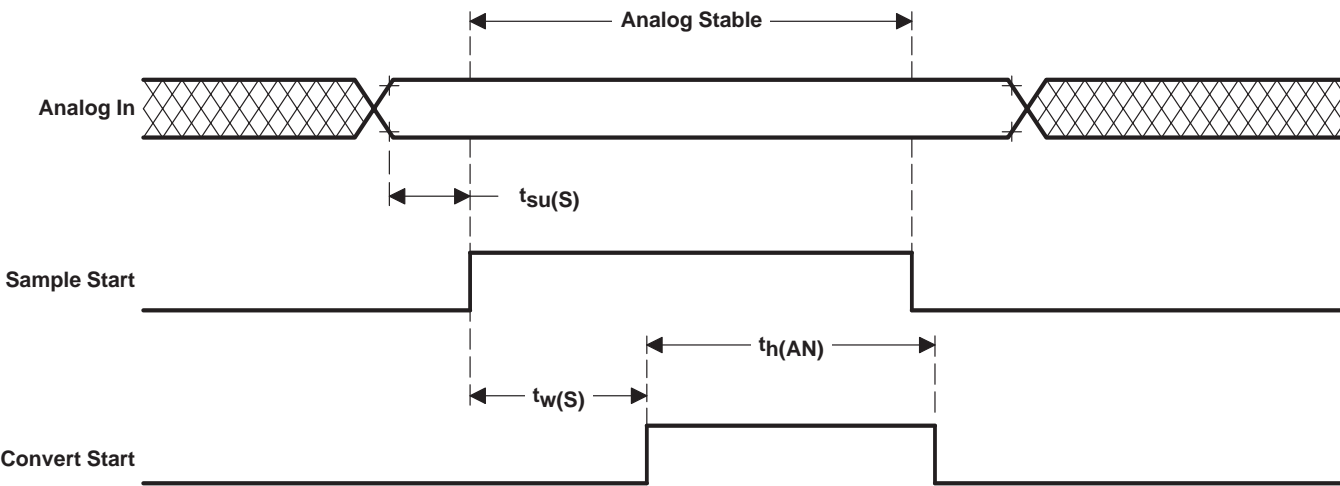 Analog Stable
Analog In
tsu(S)
Sample Start
th(AN)
tw(S)
Convert Start